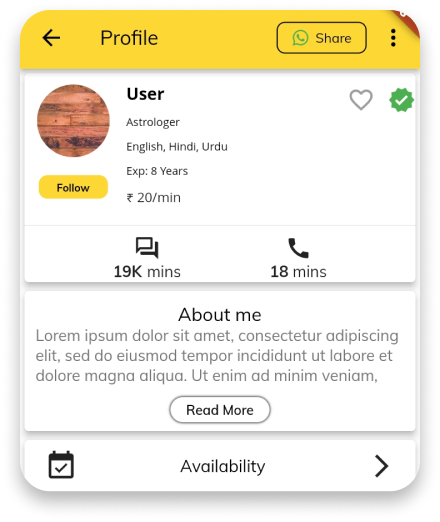 Profile
Share
User
Astrologer
English, Hindi, Urdu
Exp: 8 Years
Follow
₹ 20/min
19K mins
18 mins
About me
Lorem ipsum dolor sit amet, consectetur adipiscing
elit, sed do eiusmod tempor incididunt ut labore et
dolore magna aliqua. Ut enim ad minim veniam,
Read More
Availability